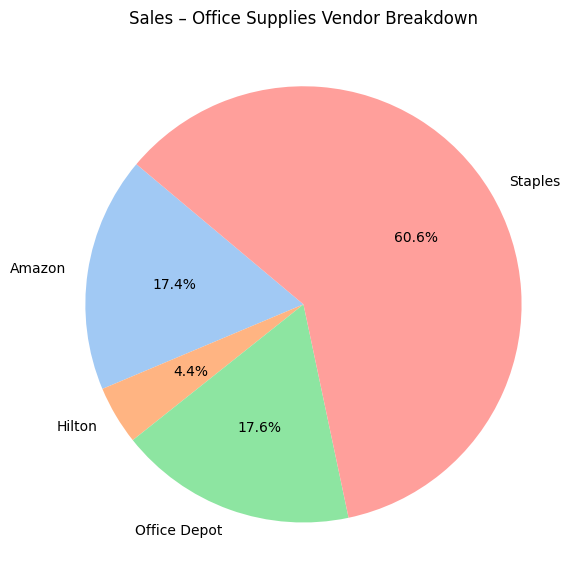 Sales – Office Supplies Vendor Breakdown
Staples
60.6%
Amazon
17.4%
4.4%
Hilton
17.6%
Office Depot